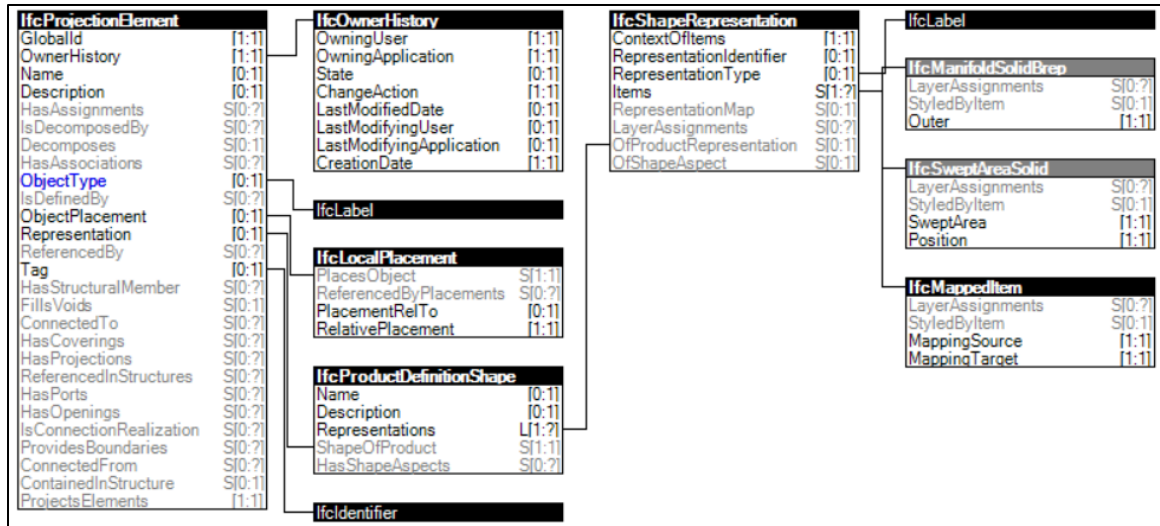 IfcProjectionElement
GlobalId [1:1]
OwnerHistory [1:1]
Name [0:1]
Description [0:1]
HasAssignments S[0:?]
IsDecomposedBy S[0:?]
Decomposes S[0:1]
HasAssociations S[0:?]
ObjectType [0:1]
IsDefinedBy S[0:?]
ObjectPlacement [0:1]
Representation [0:1]
ReferencedBy S[0:?]
Tag [0:1]
HasStructuralMember S[0:?]
FillsVoids S[0:1]
ConnectedTo S[0:?]
HasCoverings S[0:?]
HasProjections S[0:?]
ReferencedInStructures S[0:?]
HasPorts S[0:?]
HasOpenings S[0:?]
IsConnectionRealization S[0:?]
ProvidesBoundaries S[0:?]
ConnectedFrom S[0:?]
ContainedInStructure S[0:1]
ProjectsElements [1:1]
IfcOwnerHistory
OwningUser [1:1]
OwningApplication [1:1]
State [0:1]
ChangeAction [1:1]
LastModifiedDate [0:1]
LastModifyingUser [0:1]
LastModifyingApplication [0:1]
CreationDate [1:1]
IfcLabel
IfcLocalPlacement
PlacesObject S[1:1]
ReferencedByPlacements S[0:?]
PlacementRelTo [0:1]
RelativePlacement [1:1]
IfcProductDefinitionShape
Name [0:1]
Description [0:1]
Representations L[1:?]
ShapeOfProduct S[1:1]
HasShapeAspects S[0:?]
IfcIdentifier
IfcShapeRepresentation
ContextOfItems [1:1]
RepresentationIdentifier [0:1]
RepresentationType [0:1]
Items S[1:?]
RepresentationMap S[0:1]
LayerAssignments S[0:?]
OfProductRepresentation S[0:1]
OfShapeAspect S[0:1]
IfcLabel
IfcManifoldSolidBrep
LayerAssignments S[0:?]
StyledByItem S[0:1]
Outer [1:1]
IfcSweptAreaSolid
LayerAssignments S[0:?]
StyledByItem S[0:1]
SweptArea [1:1]
Position [1:1]
IfcMappedItem
LayerAssignments S[0:?]
StyledByItem S[0:1]
MappingSource [1:1]
MappingTarget [1:1]